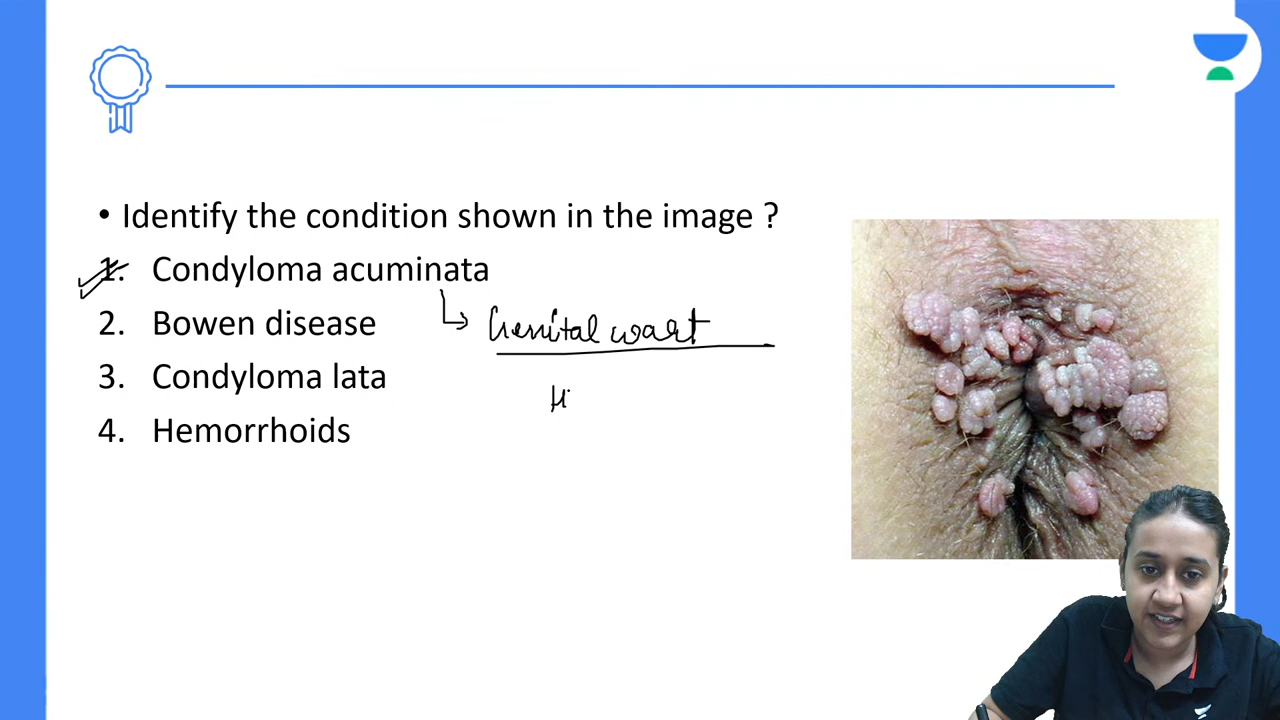 • Identify the condition shown in the image ?
1. Condyloma acuminata
2. Bowen disease
Genital wart
3. Condyloma lata
H
4. Hemorrhoids